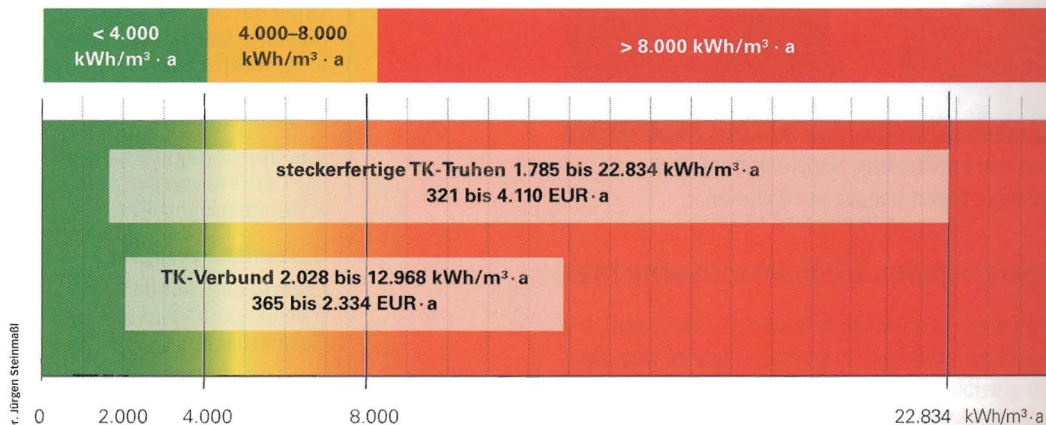 < 4.000
kWh/m³ · a
4.000–8.000
kWh/m³ · a
> 8.000 kWh/m³ · a
steckerfertige TK-Truhen 1.785 bis 22.834 kWh/m³·a
321 bis 4.110 EUR·a
TK-Verbund 2.028 bis 12.968 kWh/m³·a
365 bis 2.334 EUR·a
r. Jürgen Steinmaßl
0
2.000
4.000
8.000
22.834
kWh/m³·a